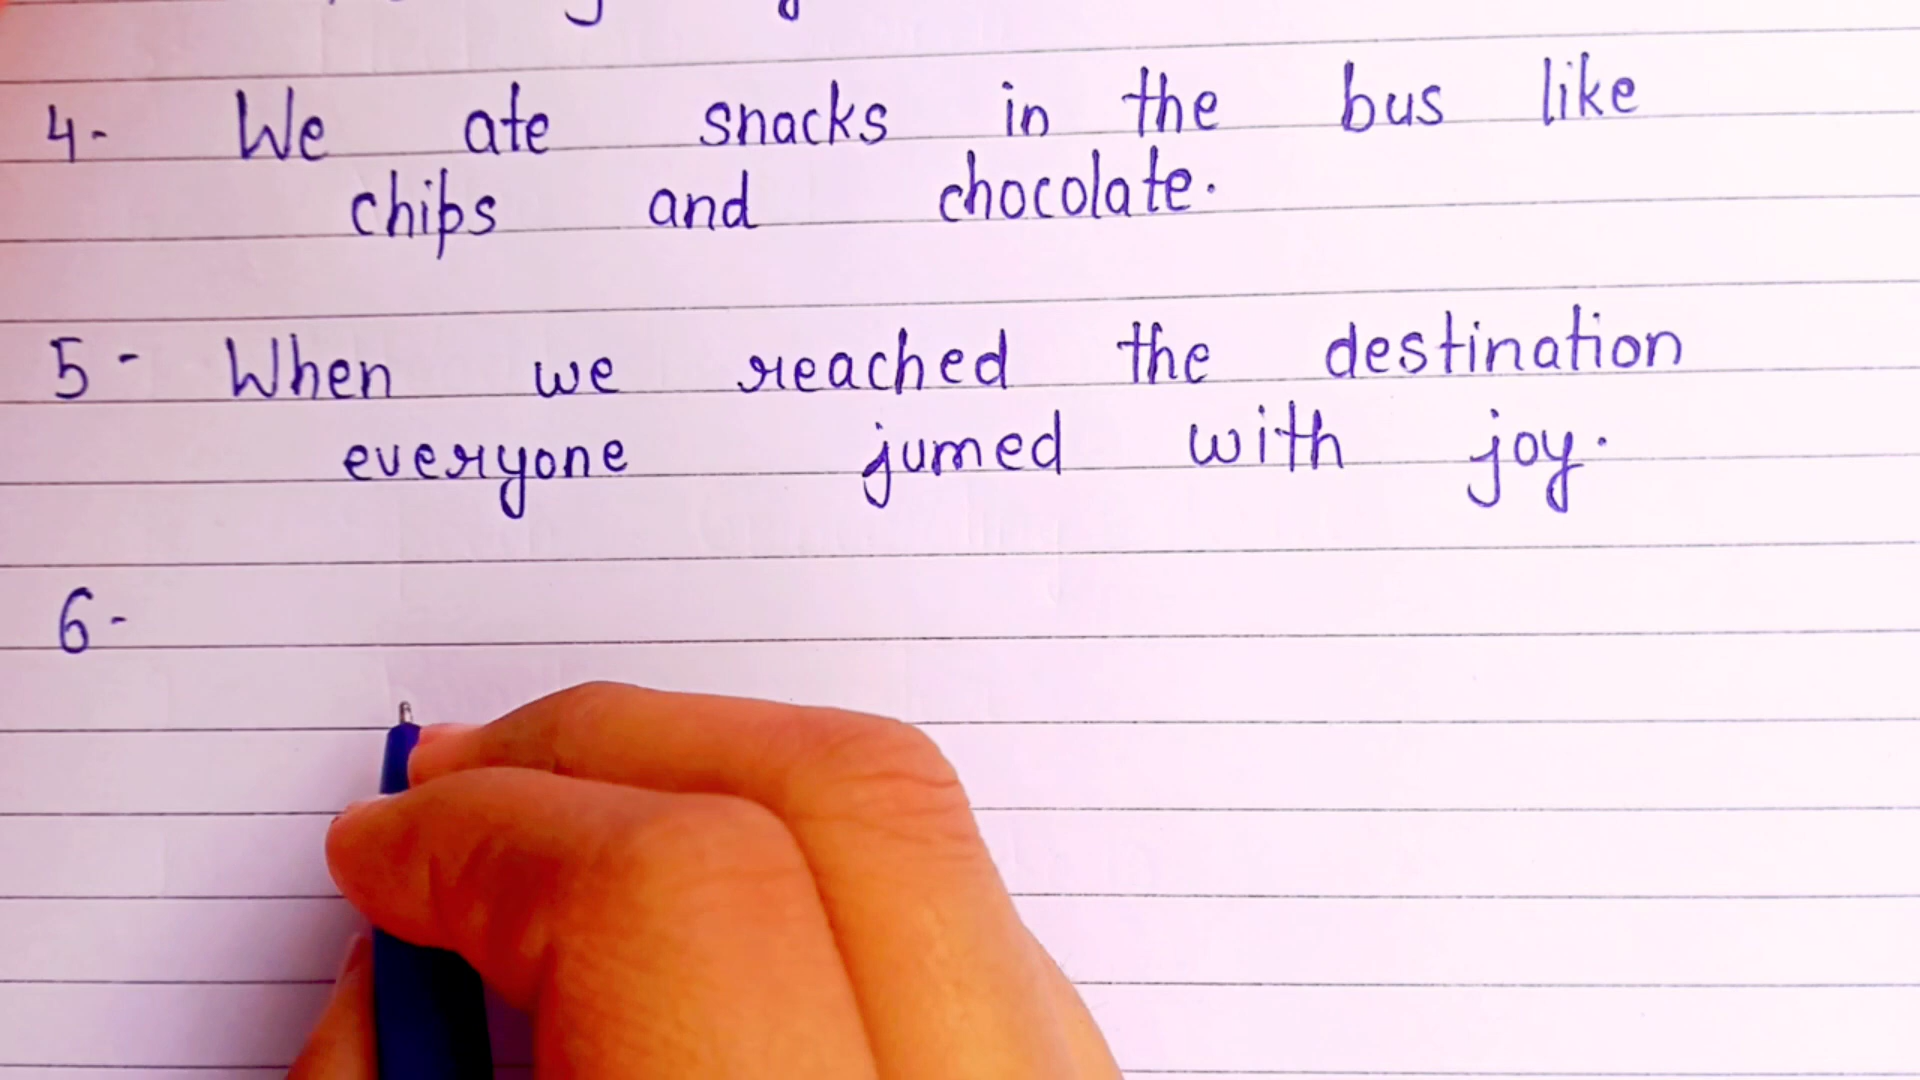 4- We ate snacks in the bus like
chips and chocolate.
5- When we reached the destination
everyone jumed with joy.
6-